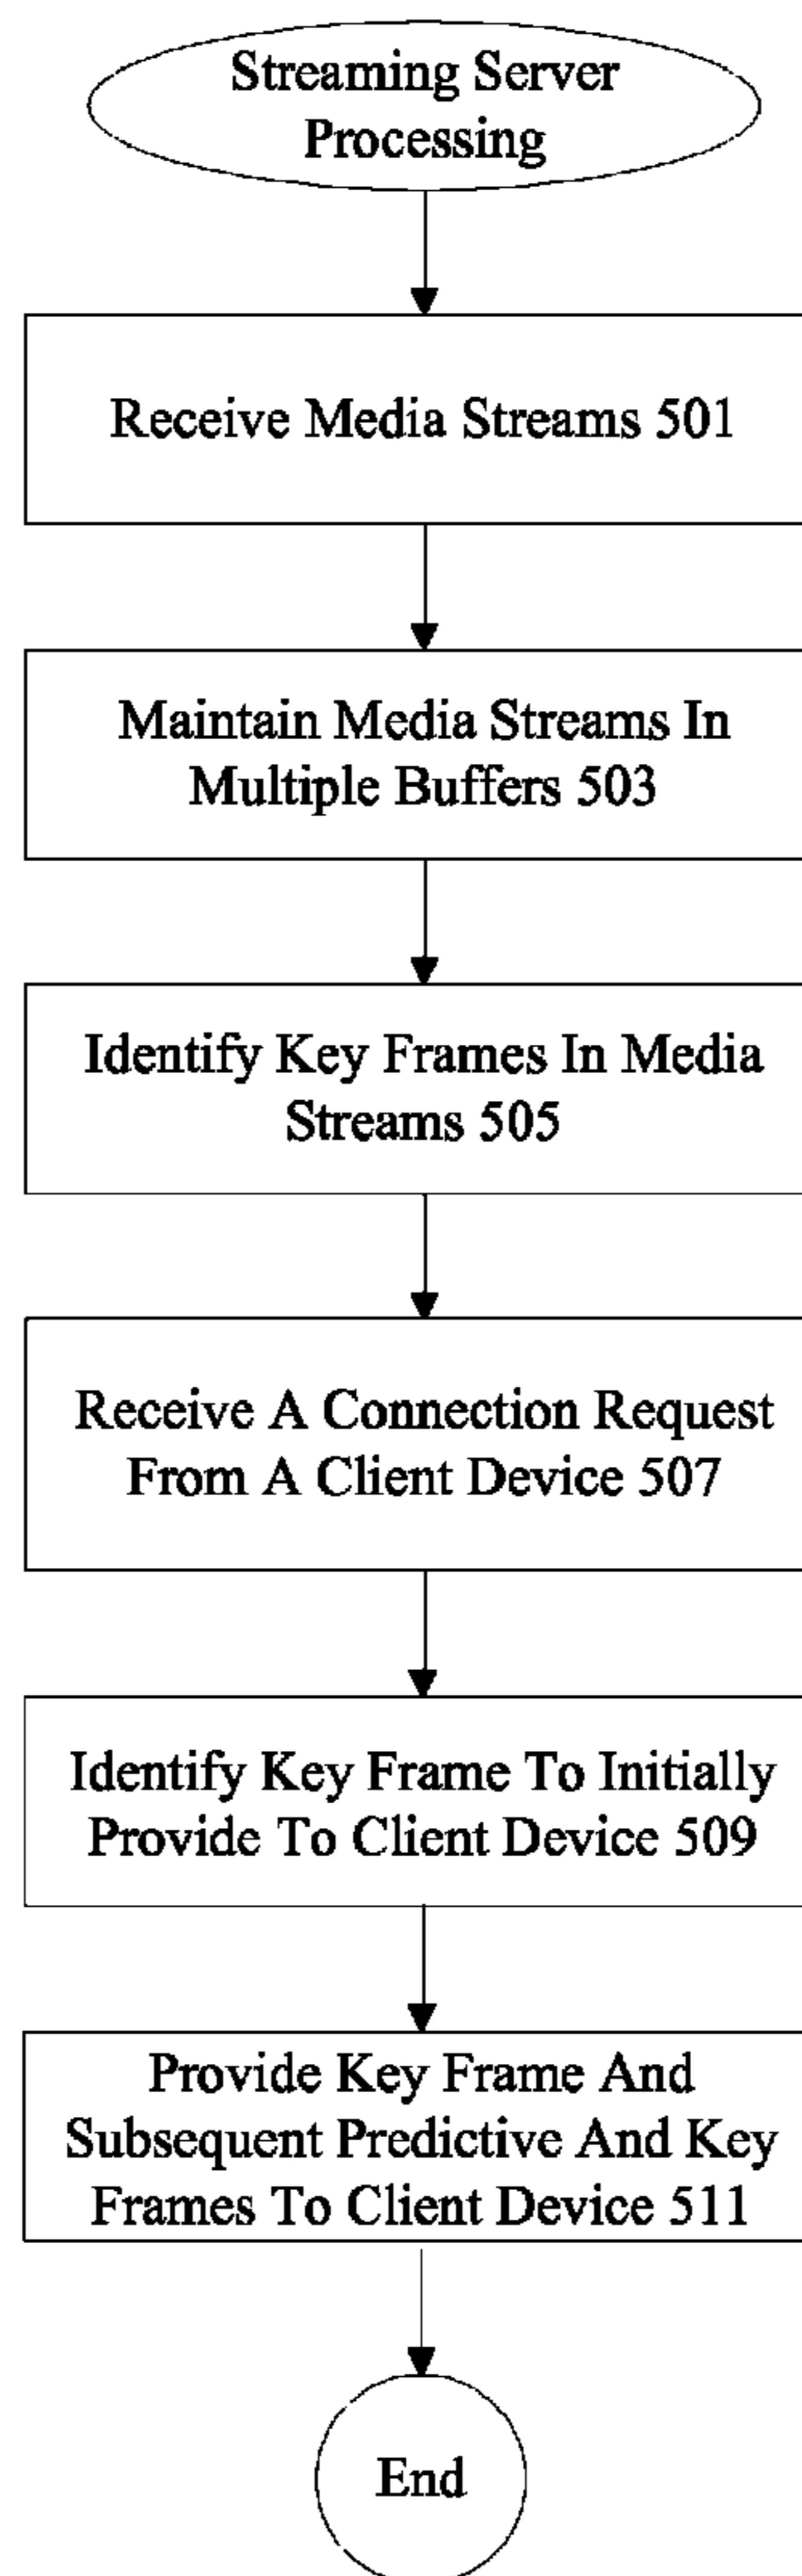 Streaming Server
Processing
Receive Media Streams 501
Maintain Media Streams In
Multiple Buffers 503
Identify Key Frames In Media
Streams 505
Receive A Connection Request
From A Client Device 507
Identify Key Frame To Initially
Provide To Client Device 509
Provide Key Frame And
Subsequent Predictive And Key
Frames To Client Device 511
End